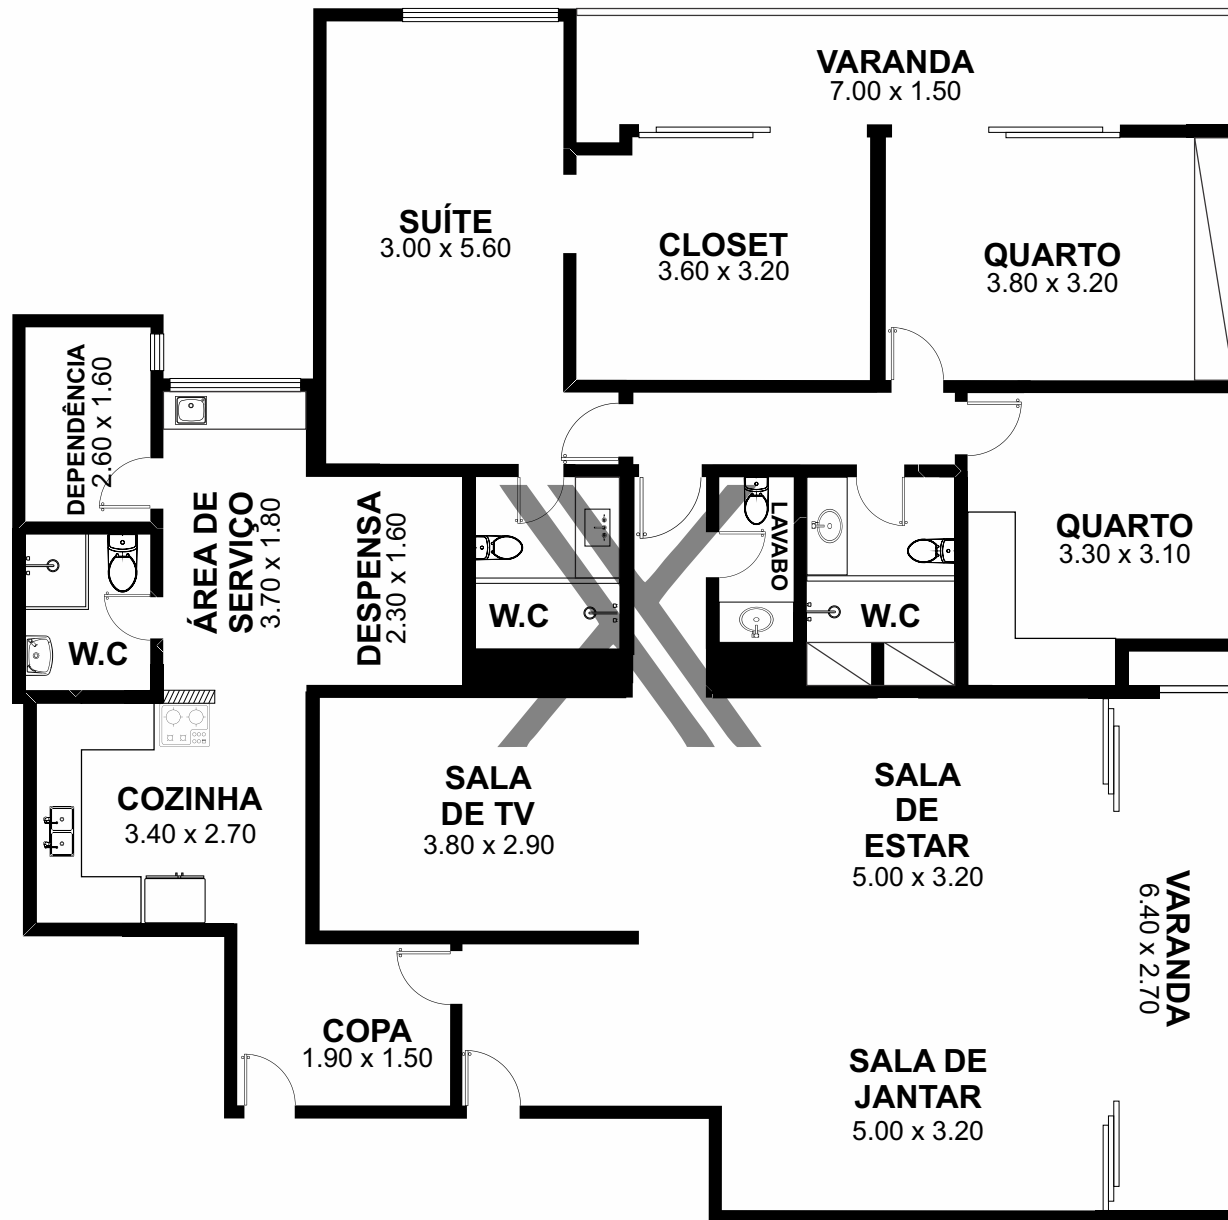 VARANDA
7.00 x 1.50
SUÍTE
3.00 x 5.60
CLOSET
3.60 x 3.20
QUARTO
3.80 x 3.20
DEPENDÊNCIA
2.60 x 1.60
ÁREA DE
SERVIÇO
3.70 x 1.80
DESPENSA
2.30 x 1.60
LAVABO
QUARTO
3.30 x 3.10
W.C
W.C
W.C
COZINHA
3.40 x 2.70
SALA
DE TV
3.80 x 2.90
SALA
DE
ESTAR
5.00 x 3.20
VARANDA
6.40 x 2.70
COPA
1.90 x 1.50
SALA DE
JANTAR
5.00 x 3.20